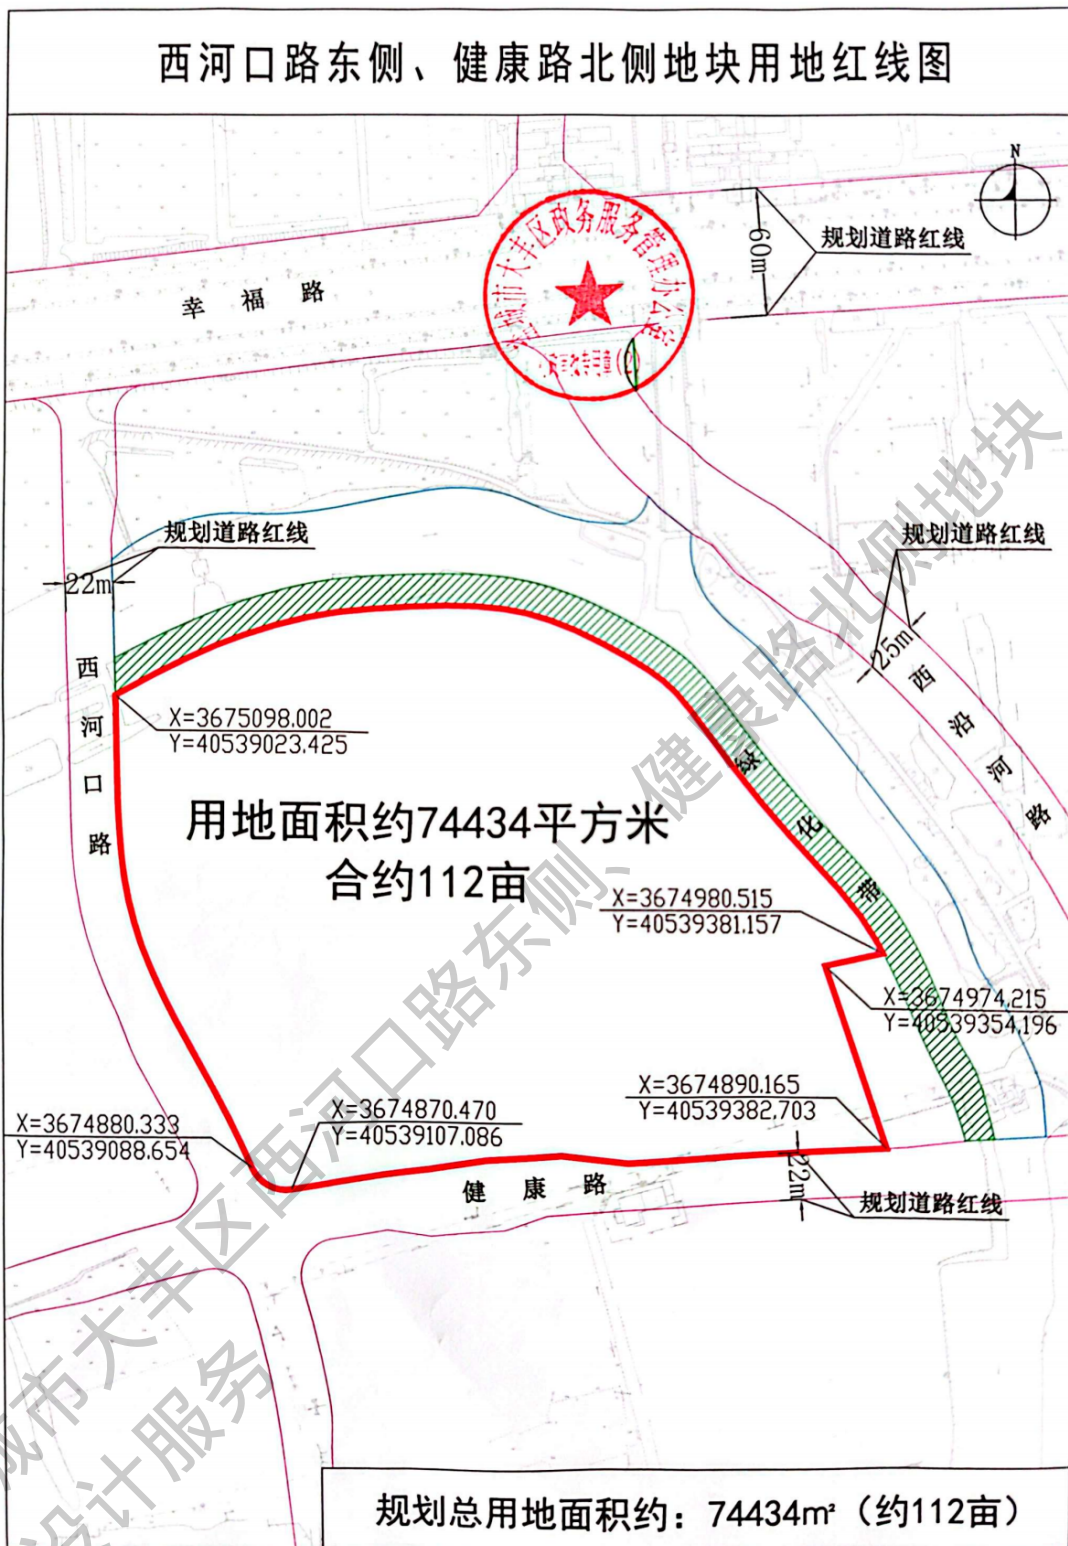 西河口路东侧、健康路北侧地块用地红线图
N
大丰区政务服务管理办公室
60m
规划道路红线
幸福路
规划道路红线
规划道路红线
22m
25m
西河口路
西沿河路
X=3675098.002
Y=40539023.425
绿化带
用地面积约74434平方米
合约112亩
X=3674980.515
Y=40539381.157
X=3674974.215
Y=40539354.196
X=3674890.165
Y=40539382.703
X=3674870.470
Y=40539107.086
X=3674880.333
Y=40539088.654
健康路
22m
规划道路红线
规划总用地面积约：74434m²（约112亩）
城市大丰区西河口路东侧、健康路北侧地块
设计服务